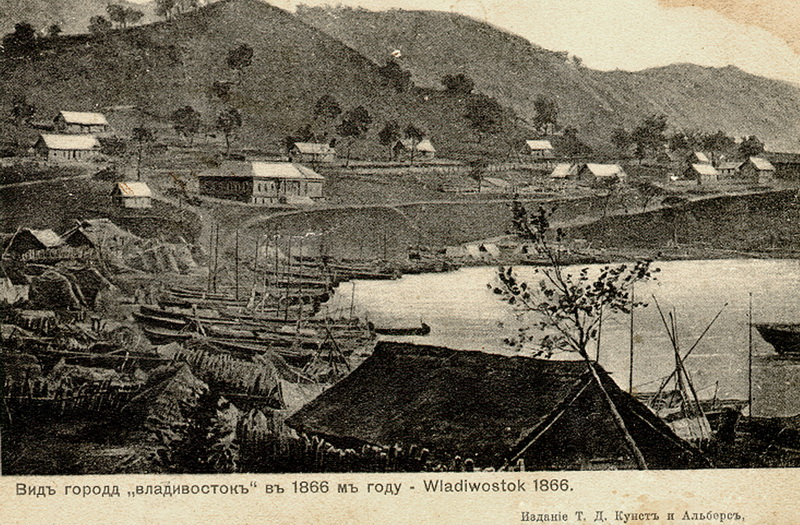 Видъ городд „владивостокъ“ въ 1866 мъ году - Wladiwostok 1866.
Изданіе Т. Д. Кунстъ и Альберсъ,